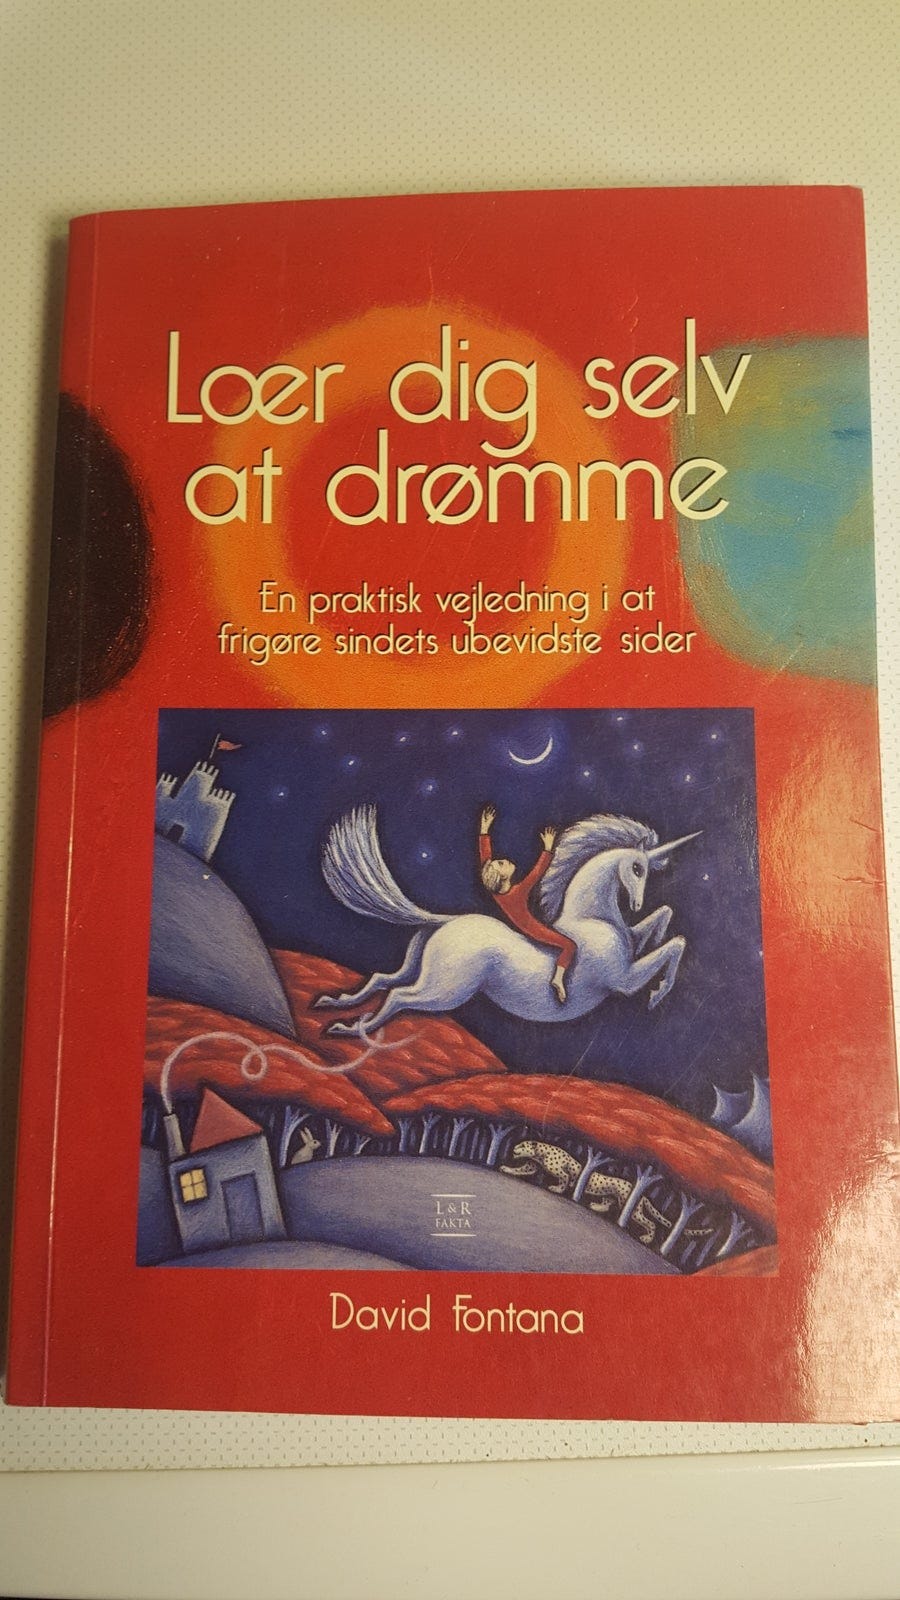 Lær dig selv
at drømme
En praktisk vejledning i at
frigøre sindets ubevidste sider
L & R
FAKTA
David Fontana